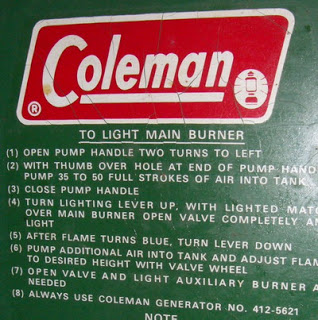 Coleman
®
TO LIGHT MAIN BURNER
(1) OPEN PUMP HANDLE TWO TURNS TO LEFT
(2) WITH THUMB OVER HOLE AT END OF PUMP HAND
PUMP 35 TO 50 FULL STROKES OF AIR INTO TANK
(3) CLOSE PUMP HANDLE
(4) TURN LIGHTING LEVER UP, WITH LIGHTED MATC
OVER MAIN BURNER OPEN VALVE COMPLETELY AN
LIGHT
(5) AFTER FLAME TURNS BLUE, TURN LEVER DOWN
(6) PUMP ADDITIONAL AIR INTO TANK AND ADJUST FLAM
TO DESIRED HEIGHT WITH VALVE WHEEL
(7) OPEN VALVE AND LIGHT AUXILIARY BURNER A
NEEDED
(8) ALWAYS USE COLEMAN GENERATOR NO. 412-5621
NOTE